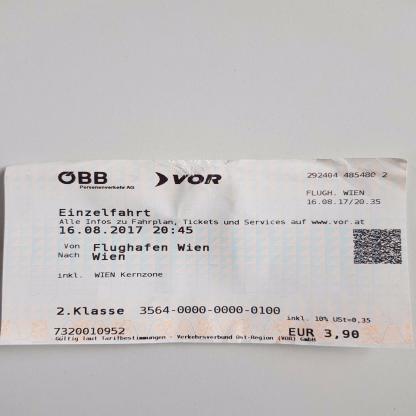 ÖBB
Personenverkehr AG
VOR
292404 485480 2
FLUGH. WIEN
16.08.17/20.35
Einzelfahrt
Alle Infos zu Fahrplan, Tickets und Services auf www.vor.at
16.08.2017 20:45
Von Flughafen Wien
Nach Wien
inkl. WIEN Kernzone
2.Klasse 3564-0000-0000-0100
inkl. 10% USt=0,35
7320010952
EUR 3,90
Gültig laut Tarifbestimmungen - Verkehrsverbund Ost-Region (VOR) GmbH